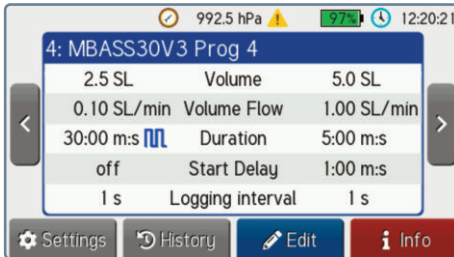 992.5 hPa 97% 12:20:21
4: MBASS30V3 Prog 4
2.5 SL Volume 5.0 SL
0.10 SL/min Volume Flow 1.00 SL/min
30:00 m:s Duration 5:00 m:s
off Start Delay 1:00 m:s
1 s Logging interval 1 s
Settings History Edit Info